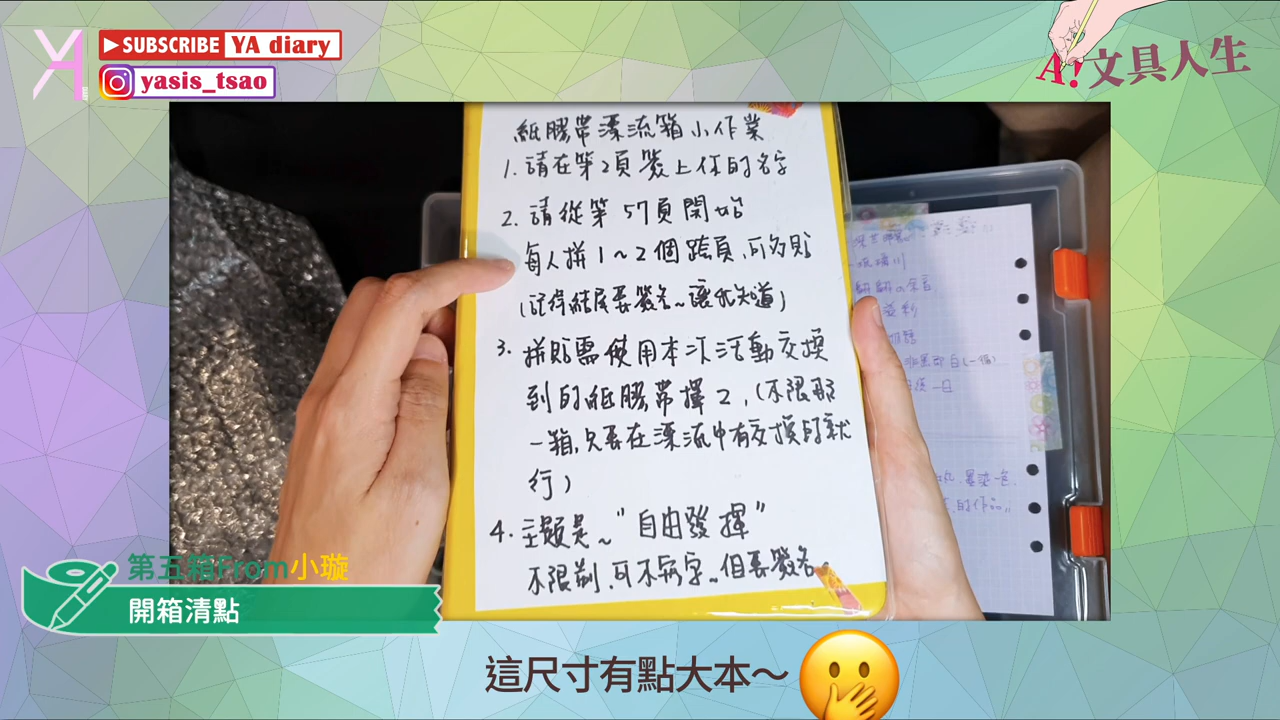 YA
SUBSCRIBE YA diary
yasis_tsao
A!文具人生
紙膠帶漂流箱小作業
1. 請在第2頁簽上你的名字
2. 請從第57頁開始
每人拼1~2個跨頁,可多貼
(記得結尾要簽名~讓我知道)
3. 拼貼需使用本次活動交換
到的紙膠帶擇2,(不限那
一箱,只要在漂流中有交換的就
行)
4. 主題是~"自由發揮"
不限制,可不寫字~但要簽名。
第五箱From小璇
開箱清點
這尺寸有點大本～